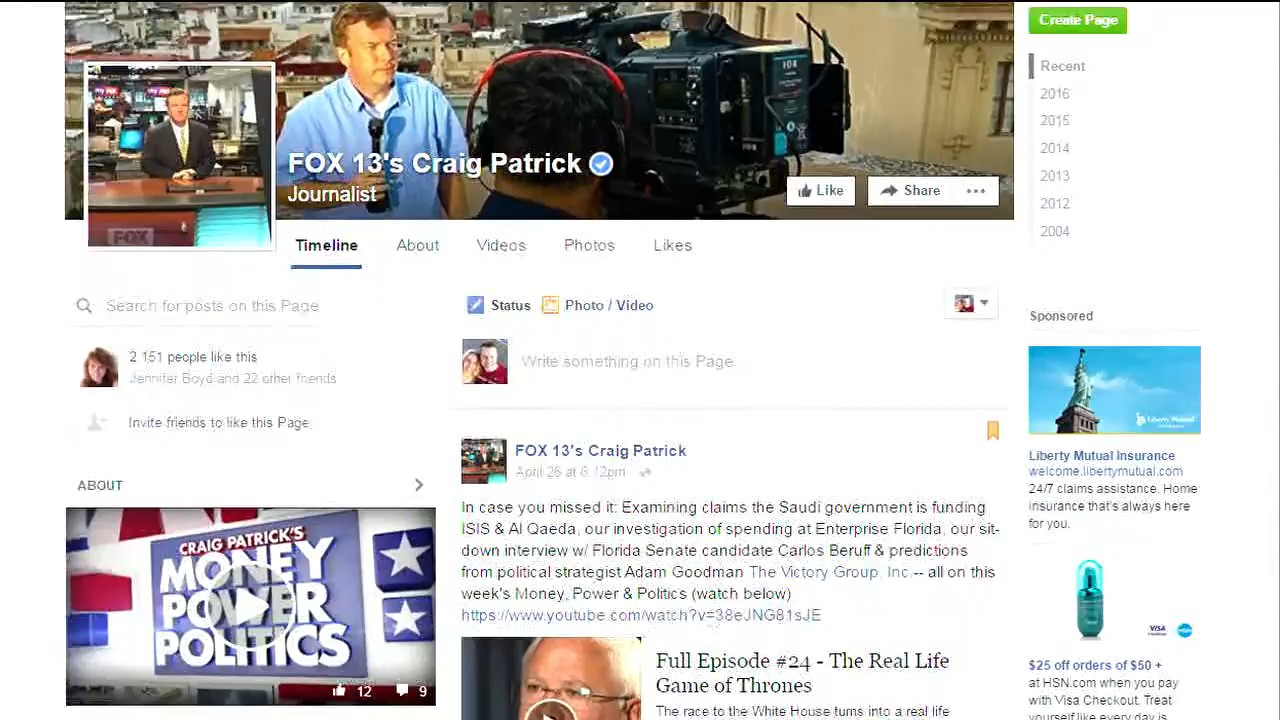 Create Page
Recent
2016
2015
2014
2013
2012
2004
FOX 13's Craig Patrick
Journalist
Like
Share
FOX
Timeline
About
Videos
Photos
Likes
Search for posts on this Page
2 151 people like this
Jennifer Boyd and 22 other friends
Invite friends to like this Page
ABOUT
CRAIG PATRICK'S
MONEY
POWER
POLITICS
12
9
Status
Photo / Video
Write something on this Page...
FOX 13's Craig Patrick
April 26 at 6:12pm
In case you missed it: Examining claims the Saudi government is funding
ISIS & Al Qaeda, our investigation of spending at Enterprise Florida, our sit-
down interview w/ Florida Senate candidate Carlos Beruff & predictions
from political strategist Adam Goodman The Victory Group, Inc.-- all on this
week's Money, Power & Politics (watch below)
https://www.youtube.com/watch?v=38eJNG81sJE
Full Episode #24 - The Real Life
Game of Thrones
The race to the White House turns into a real life
Sponsored
Liberty Mutual
Liberty Mutual Insurance
welcome.libertymutual.com
24/7 claims assistance. Home
insurance that's always here
for you.
VISA
$25 off orders of $50 +
at HSN.com when you pay
with Visa Checkout. Treat
yourself like every day is